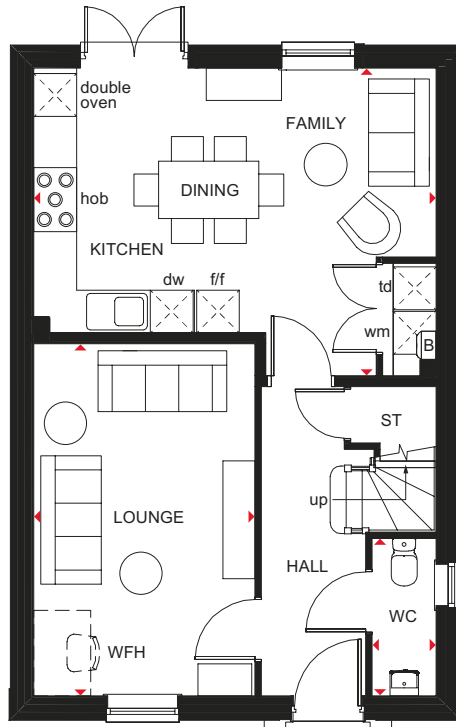 double
oven
FAMILY
DINING
hob
KITCHEN
dw
f/f
td
wm
B
ST
up
LOUNGE
HALL
WC
WFH